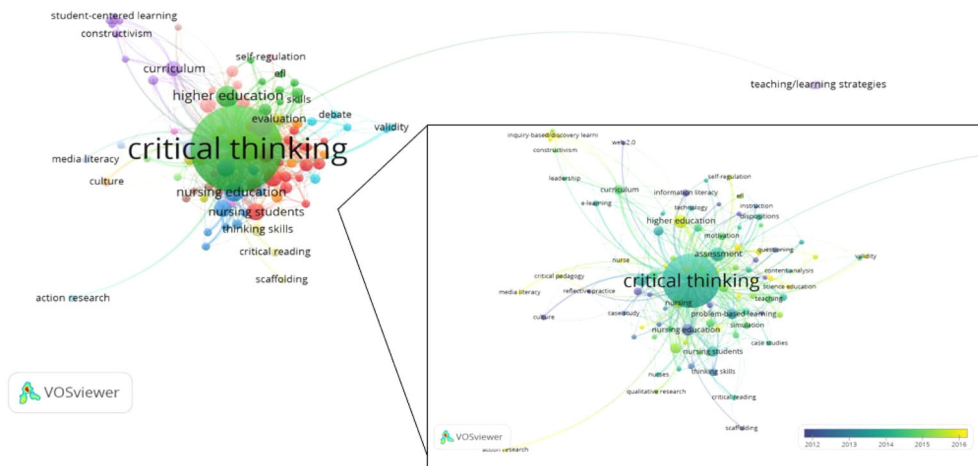 student-centered learning
constructivism
self-regulation
curriculum
efl
higher education
skills
evaluation
debate
validity
critical thinking
media literacy
culture
nursing education
nursing students
thinking skills
critical reading
scaffolding
action research
teaching/learning strategies
VOSviewer
inquiry-based/discovery learni
web 2.0
constructivism
leadership
self-regulation
curriculum
information literacy
efl
e-learning
technology
instruction
higher education
dispositions
motivation
questioning
assessment
validity
nurse
content analysis
critical pedagogy
critical thinking
science education
media literacy
reflective practice
teaching
nursing
culture
case study
problem-based learning
simulation
nursing education
case studies
nursing students
nurses
thinking skills
qualitative research
critical reading
scaffolding
VOSviewer
action research
2012 2013 2014 2015 2016